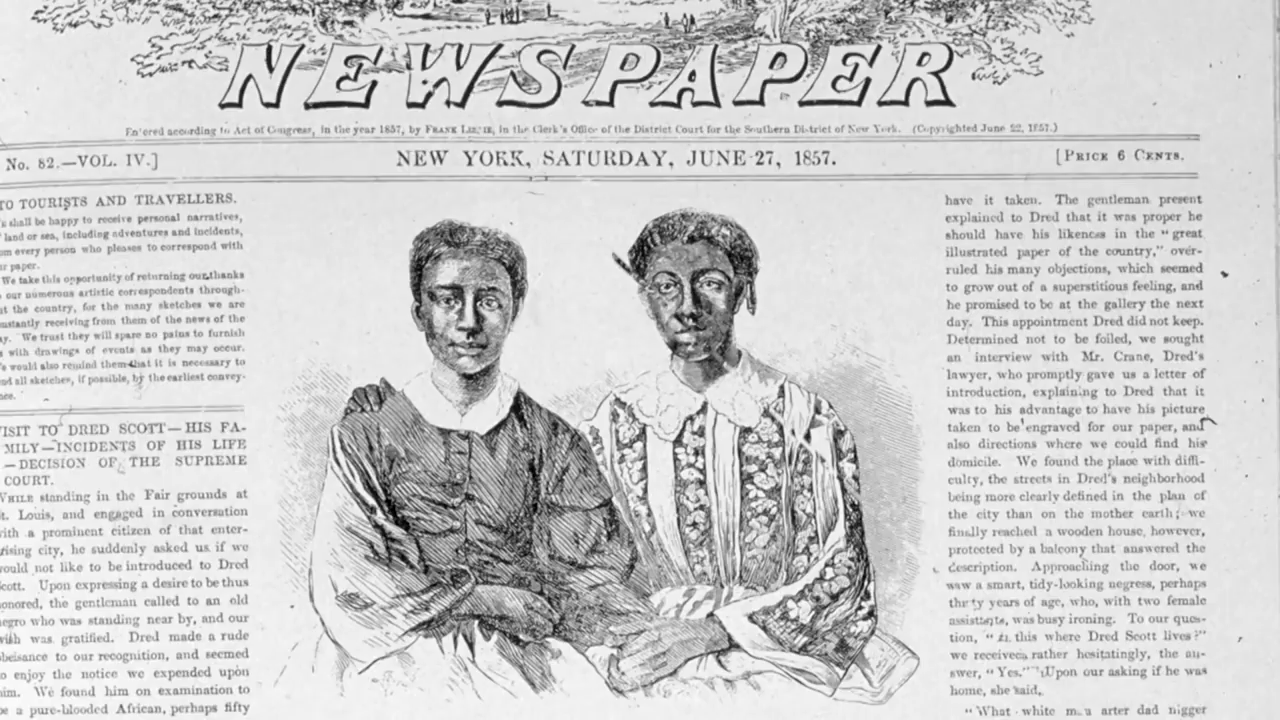 NEWSPAPER
Entered according to Act of Congress, in the year 1857, by FRANK LESLIE, in the Clerk's Office of the District Court for the Southern District of New York. (Copyrighted June 22, 1857.)
No. 82.—VOL. IV.] NEW YORK, SATURDAY, JUNE 27, 1857. [PRICE 6 CENTS.
TO TOURISTS AND TRAVELLERS.
shall be happy to receive personal narratives,
land or sea, including adventures and incidents,
om every person who pleases to correspond with
ur paper.
We take this opportunity of returning our thanks
our numerous artistic correspondents through-
ut the country, for the many sketches we are
nstantly receiving from them of the news of the
ay. We trust they will spare no pains to furnish
s with drawings of events as they may occur.
e would also remind them that it is necessary to
nd all sketches, if possible, by the earliest convey-
nce.
VISIT TO DRED SCOTT—HIS FA-
MILY—INCIDENTS OF HIS LIFE
—DECISION OF THE SUPREME
COURT.
WHILE standing in the Fair grounds at
St. Louis, and engaged in conversation
with a prominent citizen of that enter-
rising city, he suddenly asked us if we
would not like to be introduced to Dred
Scott. Upon expressing a desire to be thus
honored, the gentleman called to an old
negro who was standing near by, and our
wish was gratified. Dred made a rude
obeisance to our recognition, and seemed
to enjoy the notice we expended upon
him. We found him on examination to
be a pure-blooded African, perhaps fifty
have it taken. The gentleman present
explained to Dred that it was proper he
should have his likeness in the "great
illustrated paper of the country," over-
ruled his many objections, which seemed
to grow out of a superstitious feeling, and
he promised to be at the gallery the next
day. This appointment Dred did not keep.
Determined not to be foiled, we sought
an interview with Mr. Crane, Dred's
lawyer, who promptly gave us a letter of
introduction, explaining to Dred that it
was to his advantage to have his picture
taken to be engraved for our paper, and
also directions where we could find his
domicile. We found the place with diffi-
culty, the streets in Dred's neighborhood
being more clearly defined in the plan of
the city than on the mother earth; we
finally reached a wooden house, however,
protected by a balcony that answered the
description. Approaching the door, we
saw a smart, tidy-looking negress, perhaps
thirty years of age, who, with two female
assistants, was busy ironing. To our ques-
tion, "Is this where Dred Scott lives?"
we received, rather hesitatingly, the an-
swer, "Yes." Upon our asking if he was
home, she said,
"What white man arter dad nigger